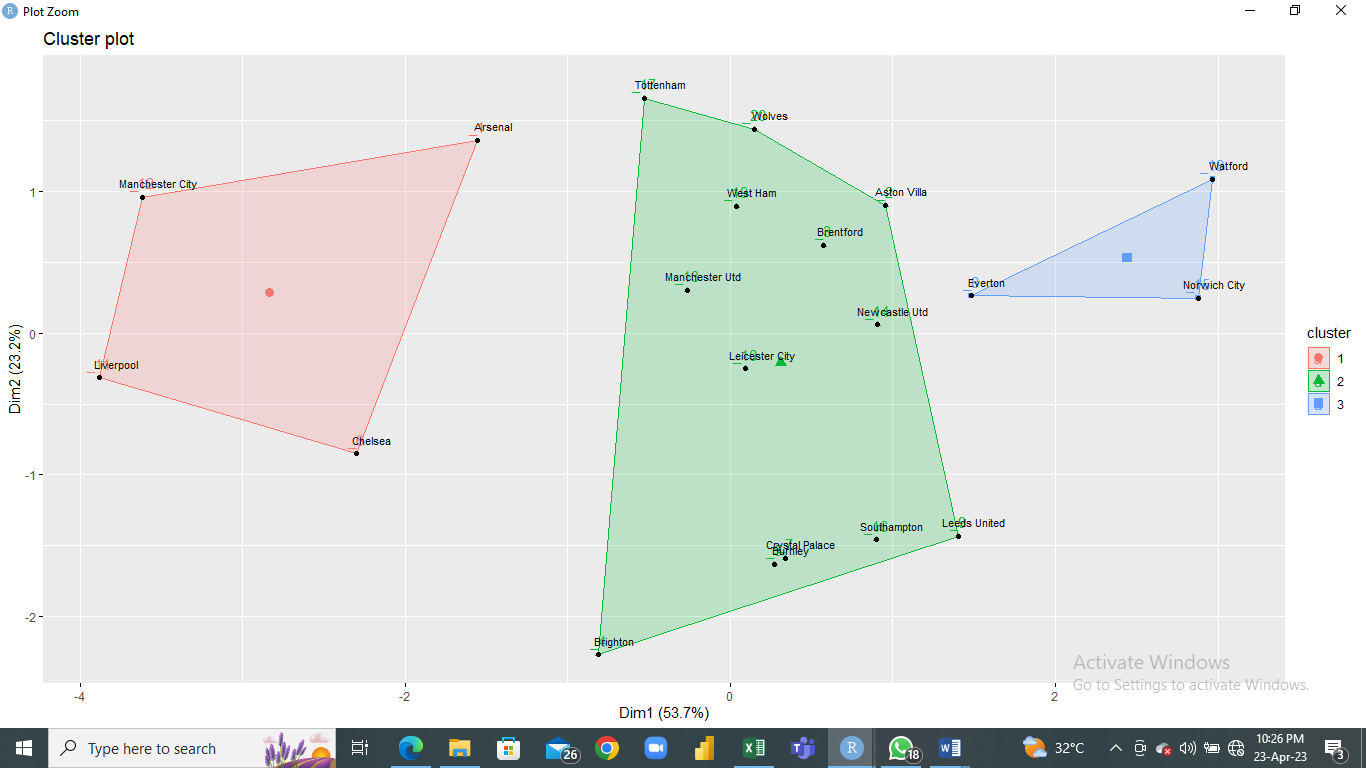 Plot Zoom
Cluster plot
Tottenham
Wolves
Arsenal
Watford
Manchester City
West Ham
Aston Villa
Brentford
Manchester Utd
Everton
Norwich City
Newcastle Utd
Leicester City
Liverpool
Chelsea
Southampton
Leeds United
Crystal Palace
Burnley
Brighton
cluster
1
2
3
1
0
-1
-2
Dim2 (23.2%)
-4
-2
0
2
Dim1 (53.7%)
Activate Windows
Go to Settings to activate Windows.
Type here to search
26
18
32°C
10:26 PM
23-Apr-23
3